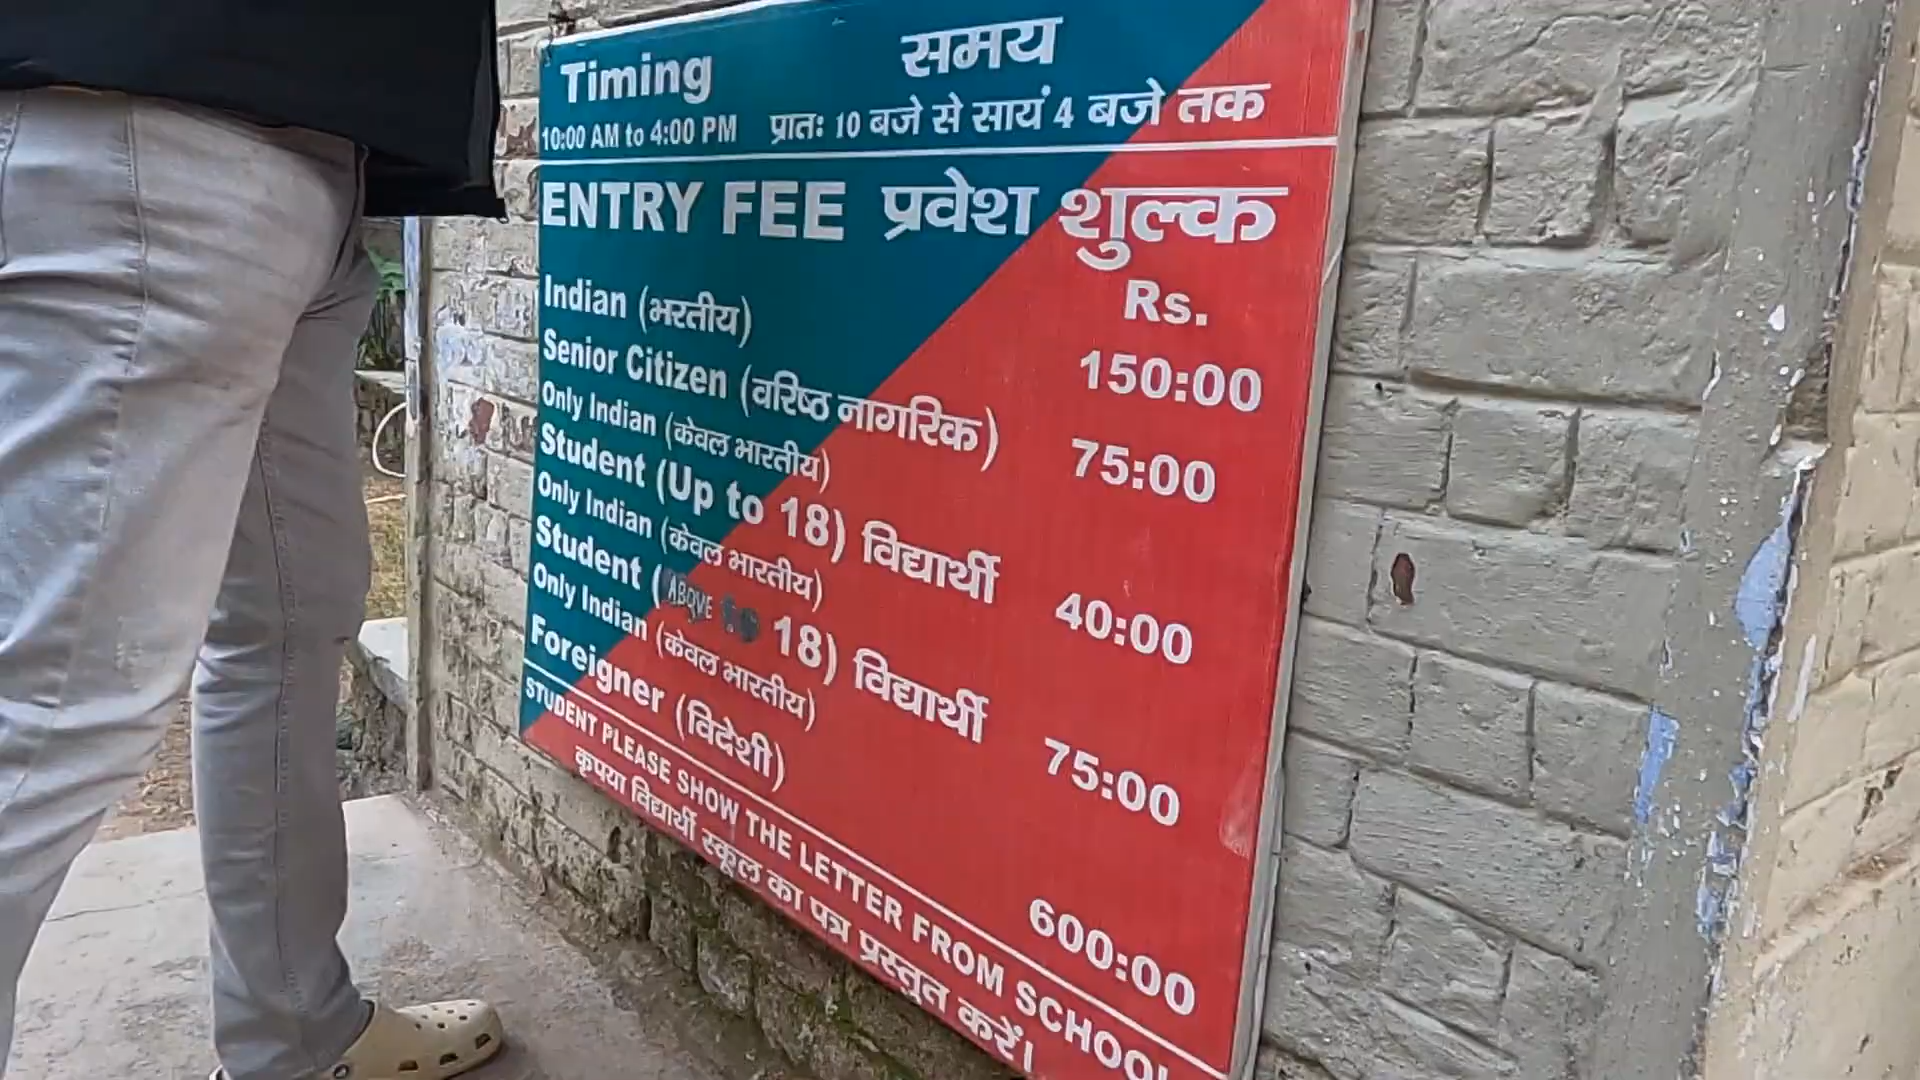 Timing समय
10:00 AM to 4:00 PM प्रातः 10 बजे से सायं 4 बजे तक
ENTRY FEE प्रवेश शुल्क
Rs.
Indian (भरतीय) 150:00
Senior Citizen (वरिष्ठ नागरिक) 75:00
Only Indian (केवल भारतीय)
Student (Up to 18) विद्यार्थी 40:00
Only Indian (केवल भारतीय)
Student (ABOVE 18) विद्यार्थी 75:00
Only Indian (केवल भारतीय)
Foreigner (विदेशी) 600:00
STUDENT PLEASE SHOW THE LETTER FROM SCHOOL
कृपया विद्यार्थी स्कूल का पत्र प्रस्तुत करें।